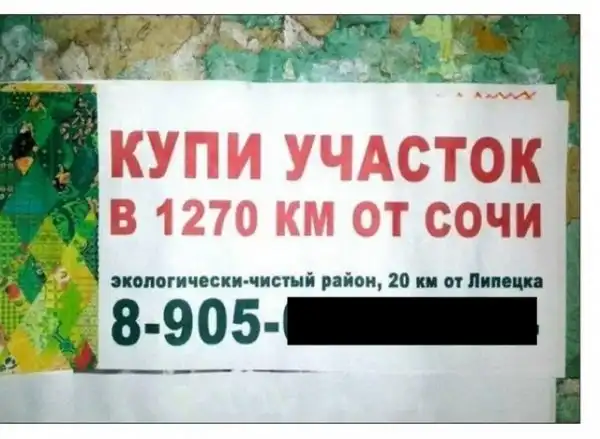 КУПИ УЧАСТОК
В 1270 КМ ОТ СОЧИ
экологически-чистый район, 20 км от Липецка
8-905-